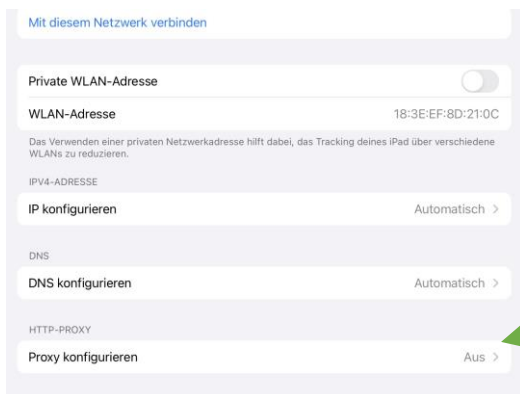 Mit diesem Netzwerk verbinden
Private WLAN-Adresse
WLAN-Adresse 18:3E:EF:8D:21:0C
Das Verwenden einer privaten Netzwerkadresse hilft dabei, das Tracking deines iPad über verschiedene
WLANs zu reduzieren.
IPV4-ADRESSE
IP konfigurieren Automatisch >
DNS
DNS konfigurieren Automatisch >
HTTP-PROXY
Proxy konfigurieren Aus >